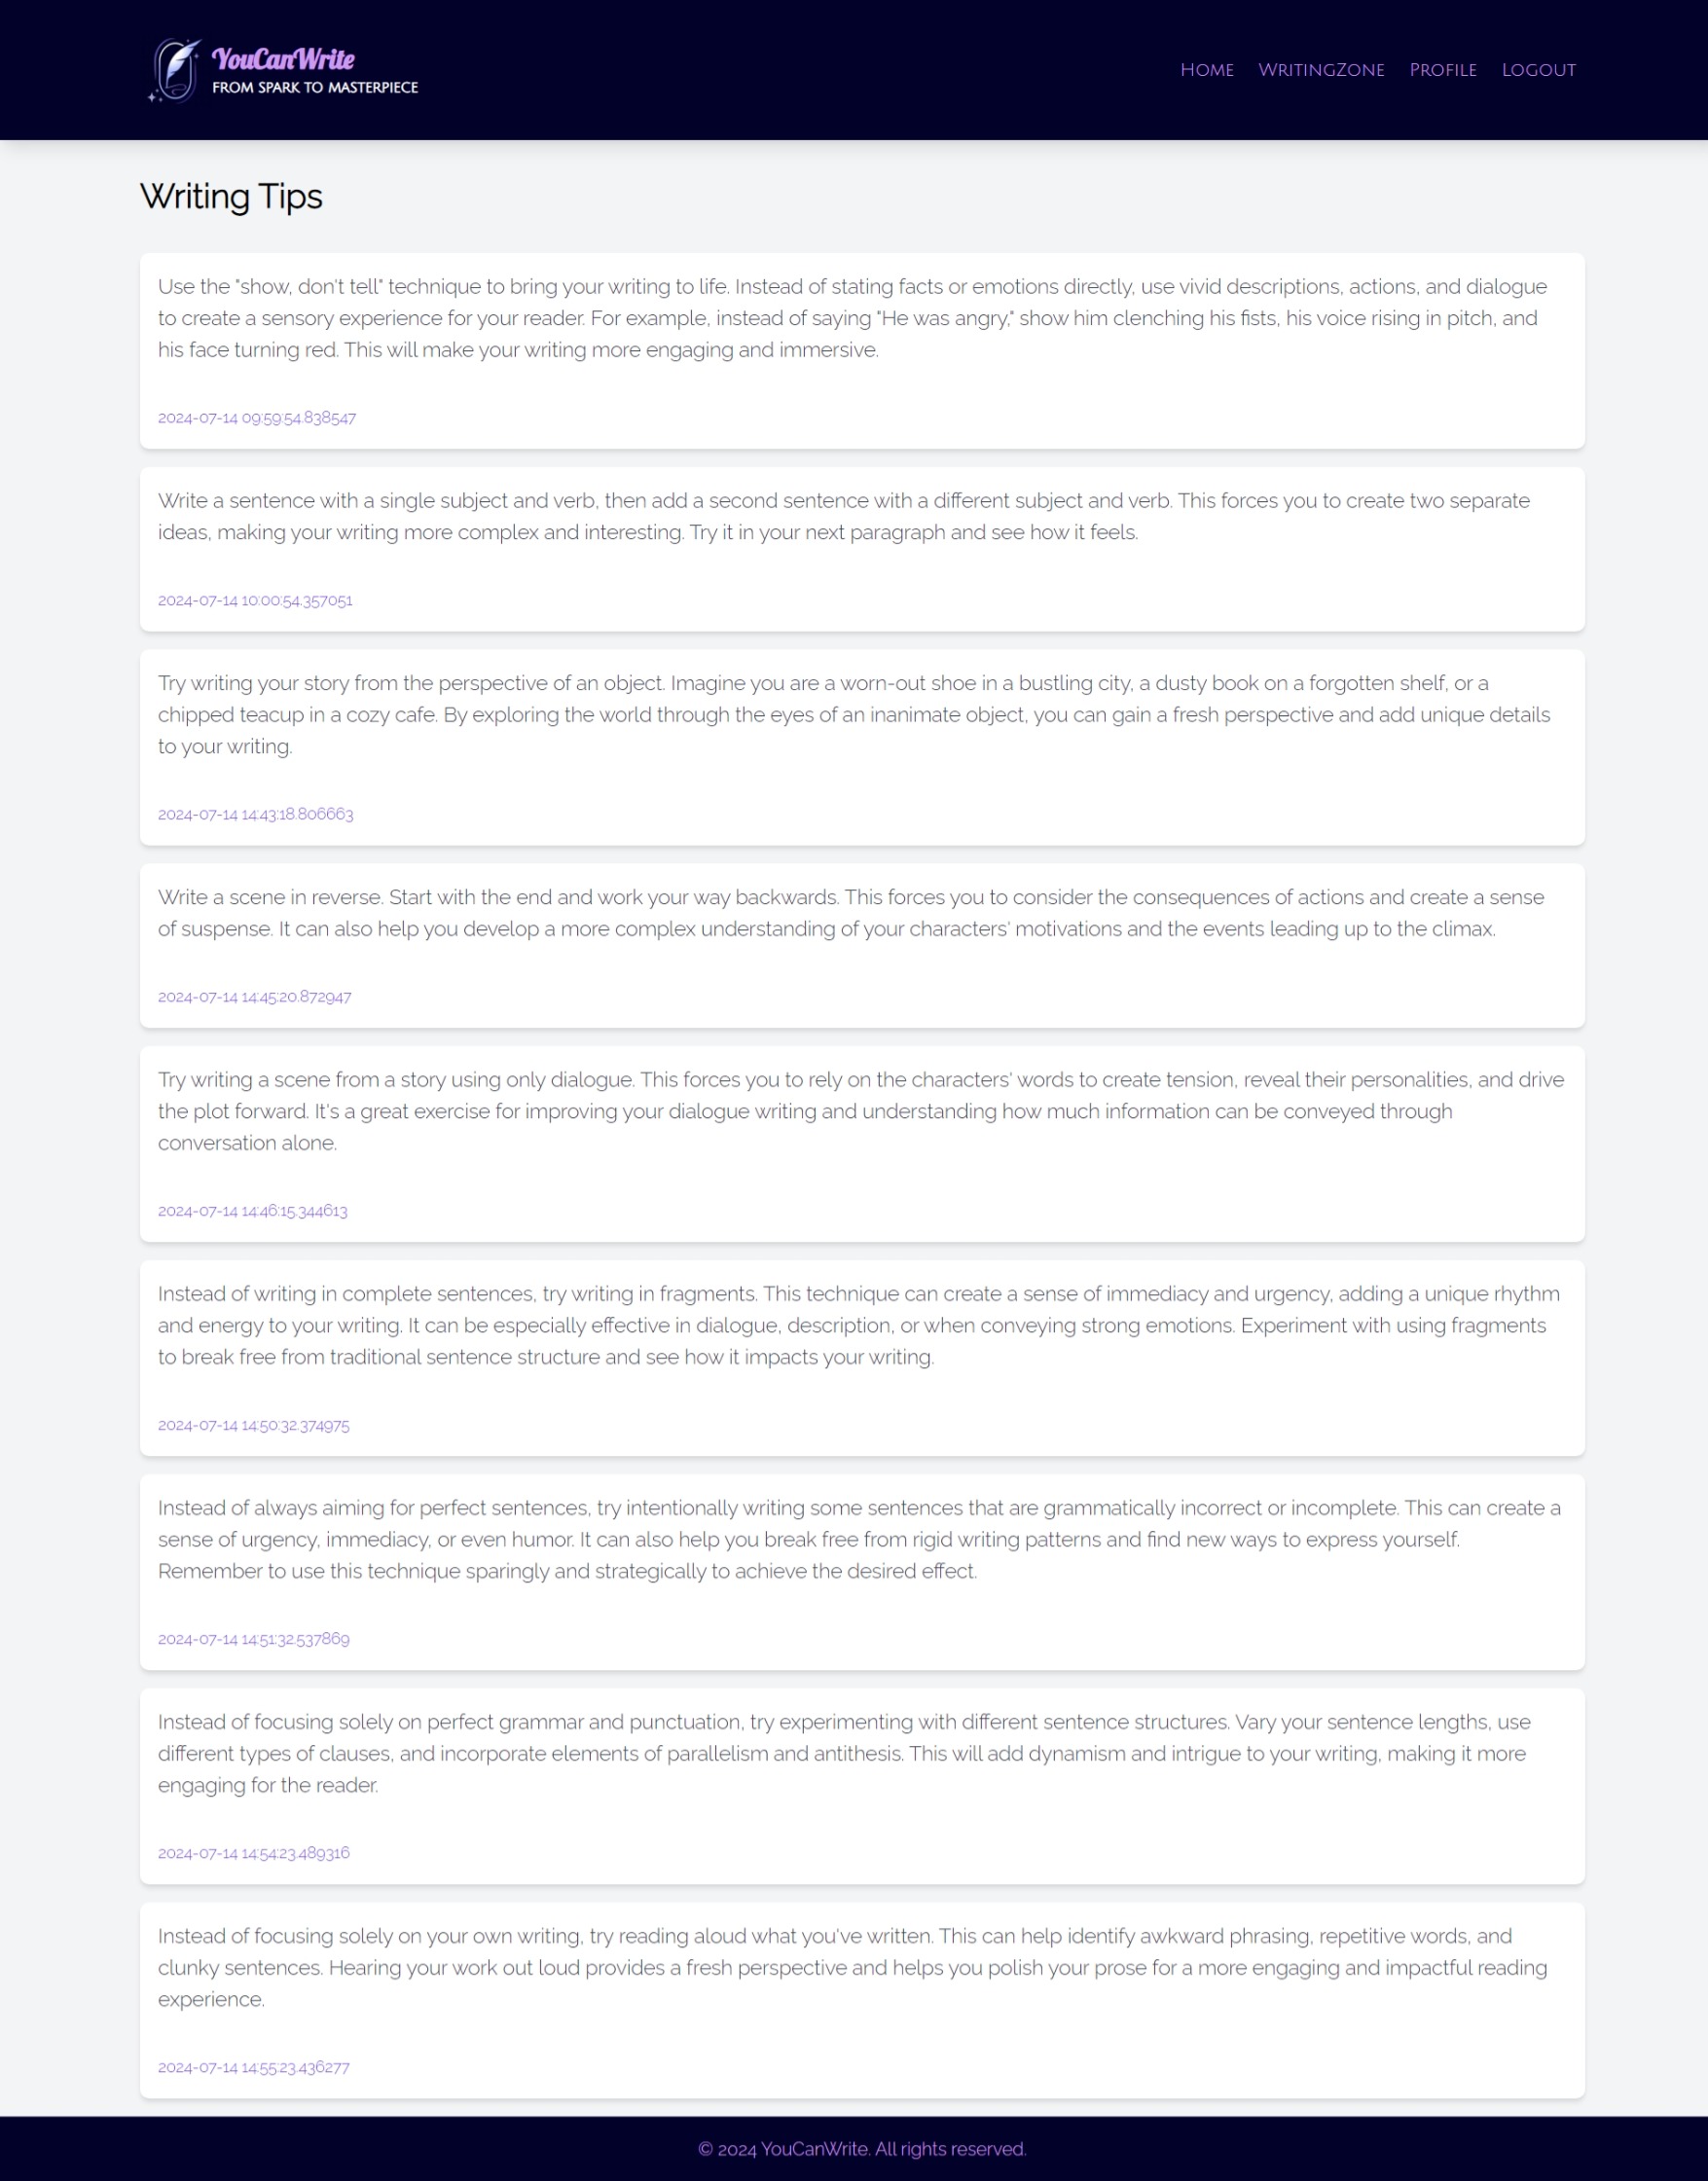 YouCanWrite
FROM SPARK TO MASTERPIECE
Home WritingZone Profile Logout
Writing Tips
Use the "show, don't tell" technique to bring your writing to life. Instead of stating facts or emotions directly, use vivid descriptions, actions, and dialogue
to create a sensory experience for your reader. For example, instead of saying "He was angry," show him clenching his fists, his voice rising in pitch, and
his face turning red. This will make your writing more engaging and immersive.
2024-07-14 09:59:54.838547
Write a sentence with a single subject and verb, then add a second sentence with a different subject and verb. This forces you to create two separate
ideas, making your writing more complex and interesting. Try it in your next paragraph and see how it feels.
2024-07-14 10:00:54.357051
Try writing your story from the perspective of an object. Imagine you are a worn-out shoe in a bustling city, a dusty book on a forgotten shelf, or a
chipped teacup in a cozy cafe. By exploring the world through the eyes of an inanimate object, you can gain a fresh perspective and add unique details
to your writing.
2024-07-14 14:43:18.806663
Write a scene in reverse. Start with the end and work your way backwards. This forces you to consider the consequences of actions and create a sense
of suspense. It can also help you develop a more complex understanding of your characters' motivations and the events leading up to the climax.
2024-07-14 14:45:20.872947
Try writing a scene from a story using only dialogue. This forces you to rely on the characters' words to create tension, reveal their personalities, and drive
the plot forward. It's a great exercise for improving your dialogue writing and understanding how much information can be conveyed through
conversation alone.
2024-07-14 14:46:15.344613
Instead of writing in complete sentences, try writing in fragments. This technique can create a sense of immediacy and urgency, adding a unique rhythm
and energy to your writing. It can be especially effective in dialogue, description, or when conveying strong emotions. Experiment with using fragments
to break free from traditional sentence structure and see how it impacts your writing.
2024-07-14 14:50:32.374975
Instead of always aiming for perfect sentences, try intentionally writing some sentences that are grammatically incorrect or incomplete. This can create a
sense of urgency, immediacy, or even humor. It can also help you break free from rigid writing patterns and find new ways to express yourself.
Remember to use this technique sparingly and strategically to achieve the desired effect.
2024-07-14 14:51:32.537869
Instead of focusing solely on perfect grammar and punctuation, try experimenting with different sentence structures. Vary your sentence lengths, use
different types of clauses, and incorporate elements of parallelism and antithesis. This will add dynamism and intrigue to your writing, making it more
engaging for the reader.
2024-07-14 14:54:23.489316
Instead of focusing solely on your own writing, try reading aloud what you've written. This can help identify awkward phrasing, repetitive words, and
clunky sentences. Hearing your work out loud provides a fresh perspective and helps you polish your prose for a more engaging and impactful reading
experience.
2024-07-14 14:55:23.436277
© 2024 YouCanWrite. All rights reserved.